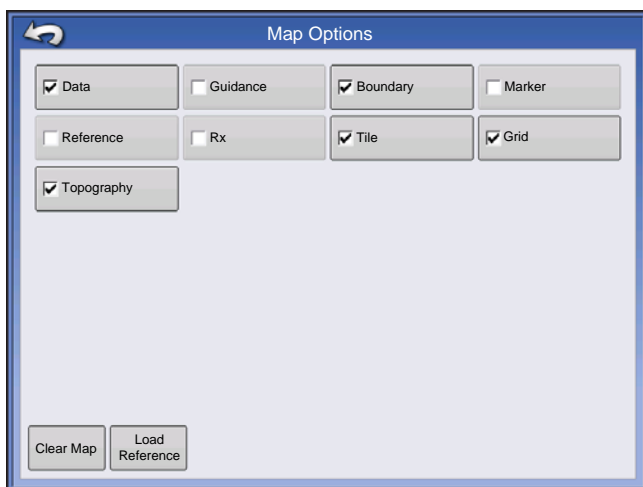 Map Options
Data
Guidance
Boundary
Marker
Reference
Rx
Tile
Grid
Topography
Clear Map
Load
Reference